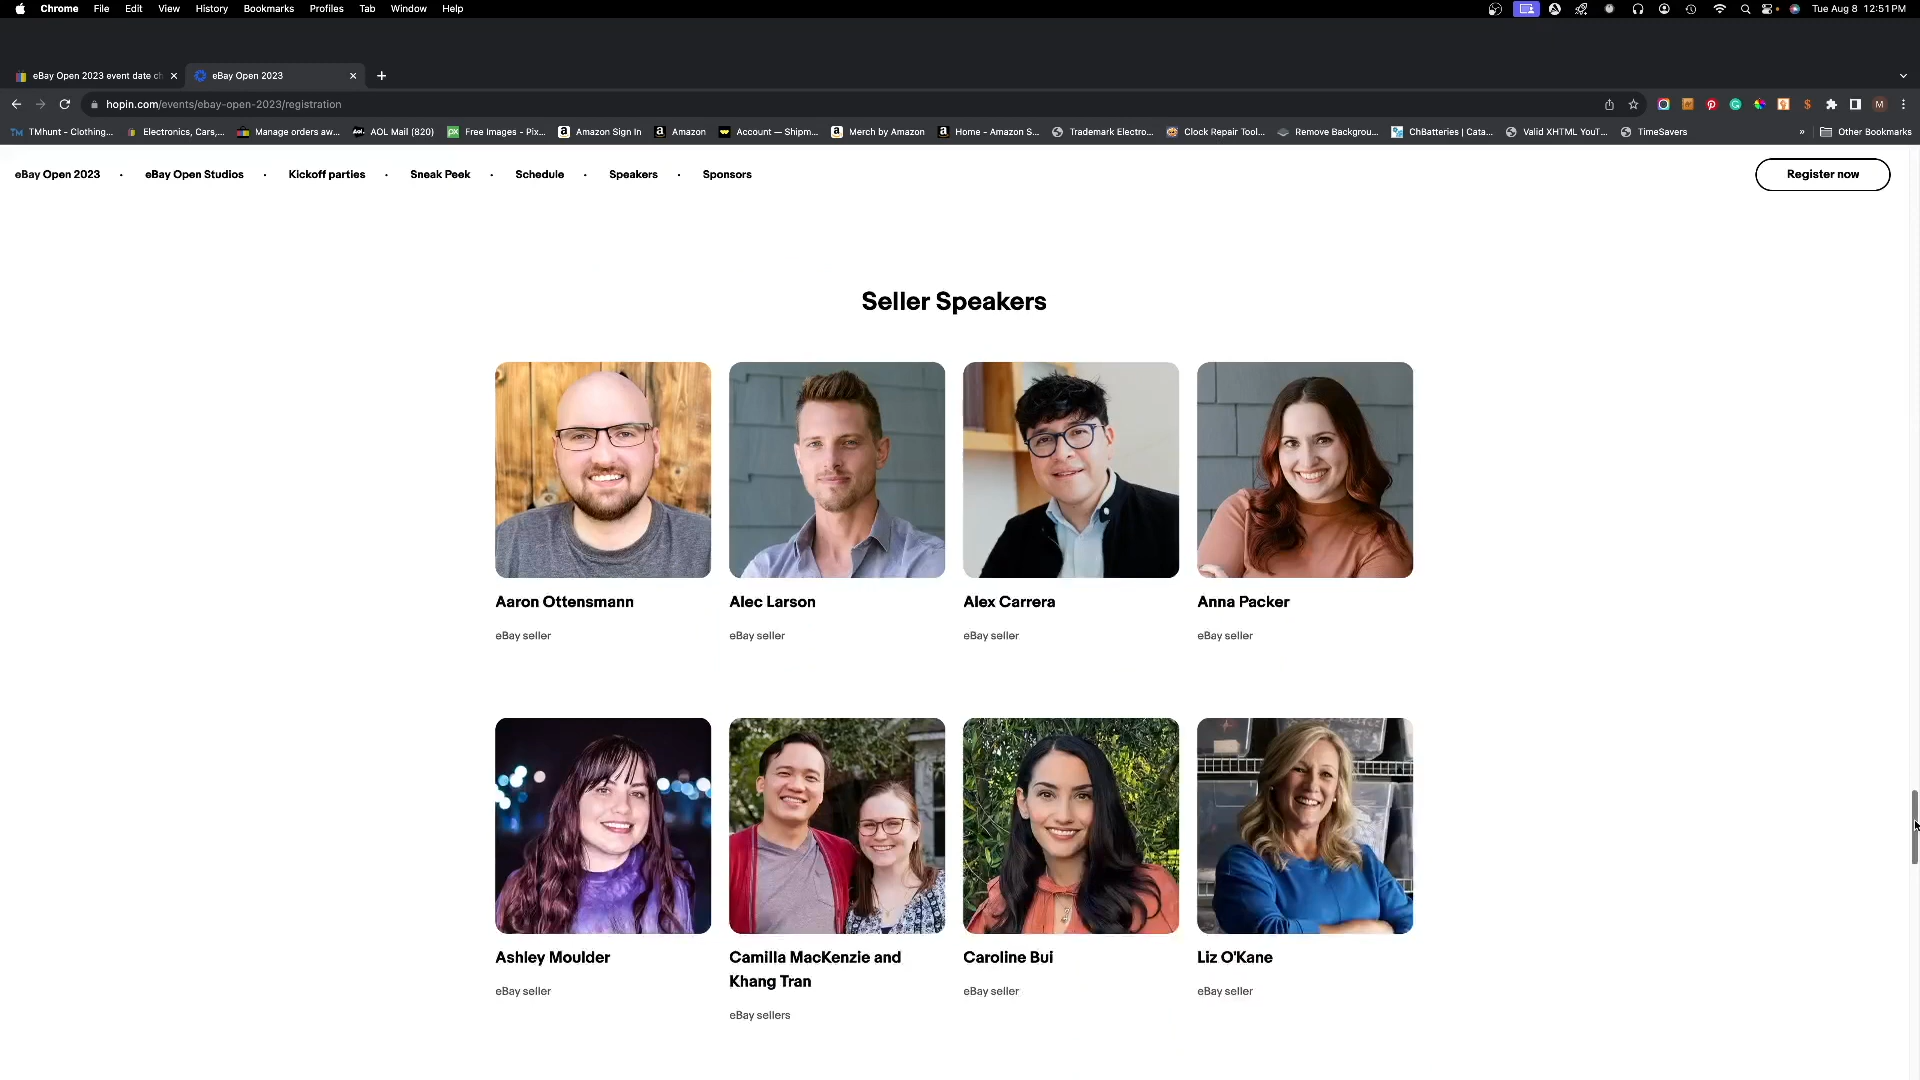 Chrome File Edit View History Bookmarks Profiles Tab Window Help Tue Aug 8 12:51 PM
eBay Open 2023 event date ch eBay Open 2023
hopin.com/events/ebay-open-2023/registration
TMhunt - Clothing... Electronics, Cars,... Manage orders aw... AOL Mail (820) Free Images - Pix... Amazon Sign In Amazon Account — Shipm... Merch by Amazon Home - Amazon S... Trademark Electro... Clock Repair Tool... Remove Backgrou... ChBatteries | Cata... Valid XHTML YouT... TimeSavers » Other Bookmarks
eBay Open 2023 · eBay Open Studios · Kickoff parties · Sneak Peek · Schedule · Speakers · Sponsors Register now
Seller Speakers
Aaron Ottensmann Alec Larson Alex Carrera Anna Packer
eBay seller eBay seller eBay seller eBay seller
Ashley Moulder Camilla MacKenzie and Caroline Bui Liz O'Kane
Khang Tran
eBay seller eBay seller eBay seller
eBay sellers